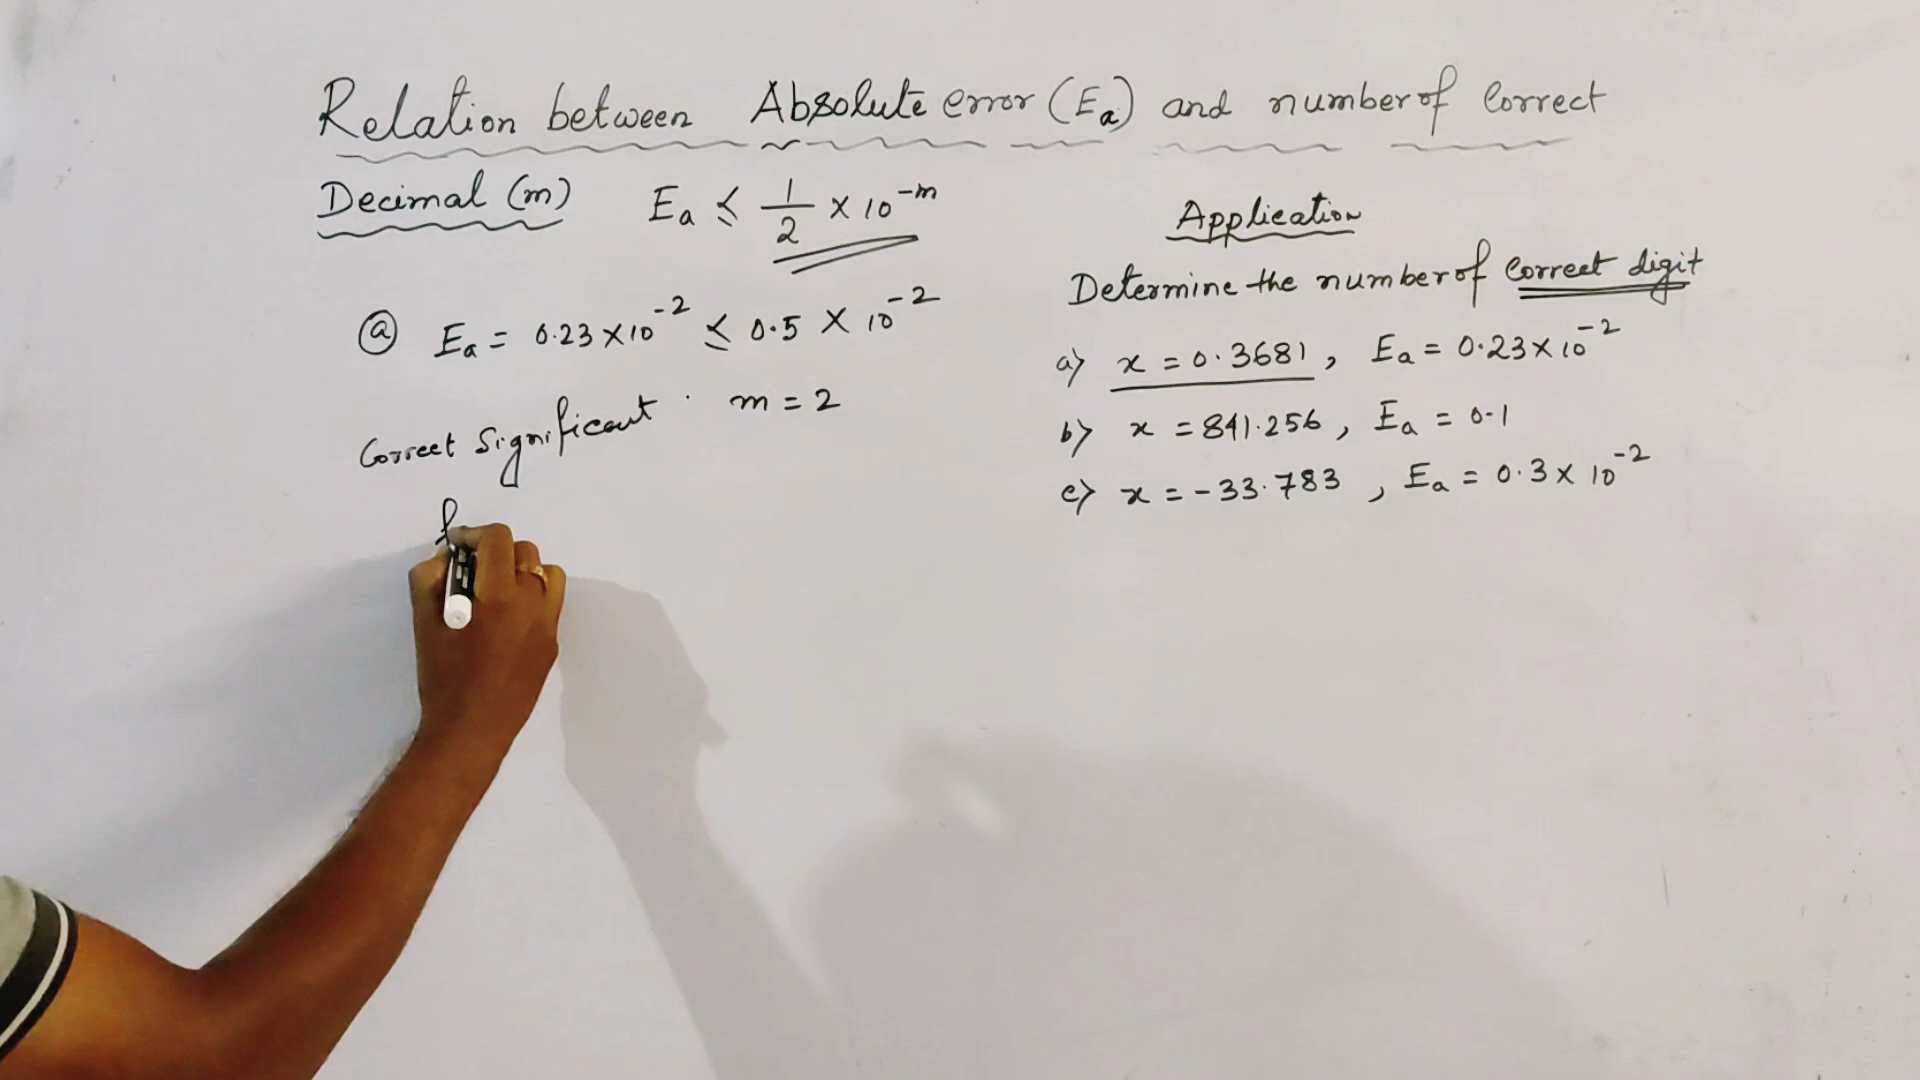 Relation between Absolute error (Ea) and number of Correct
Decimal (m) Ea ≤ 1/2 × 10^-m
ⓐ Ea = 0.23 × 10^-2 ≤ 0.5 × 10^-2
Correct Significant . m = 2
Application
Determine the number of Correct digit
a) x = 0.3681, Ea = 0.23 × 10^-2
b) x = 841.256, Ea = 0.1
c) x = -33.783, Ea = 0.3 × 10^-2